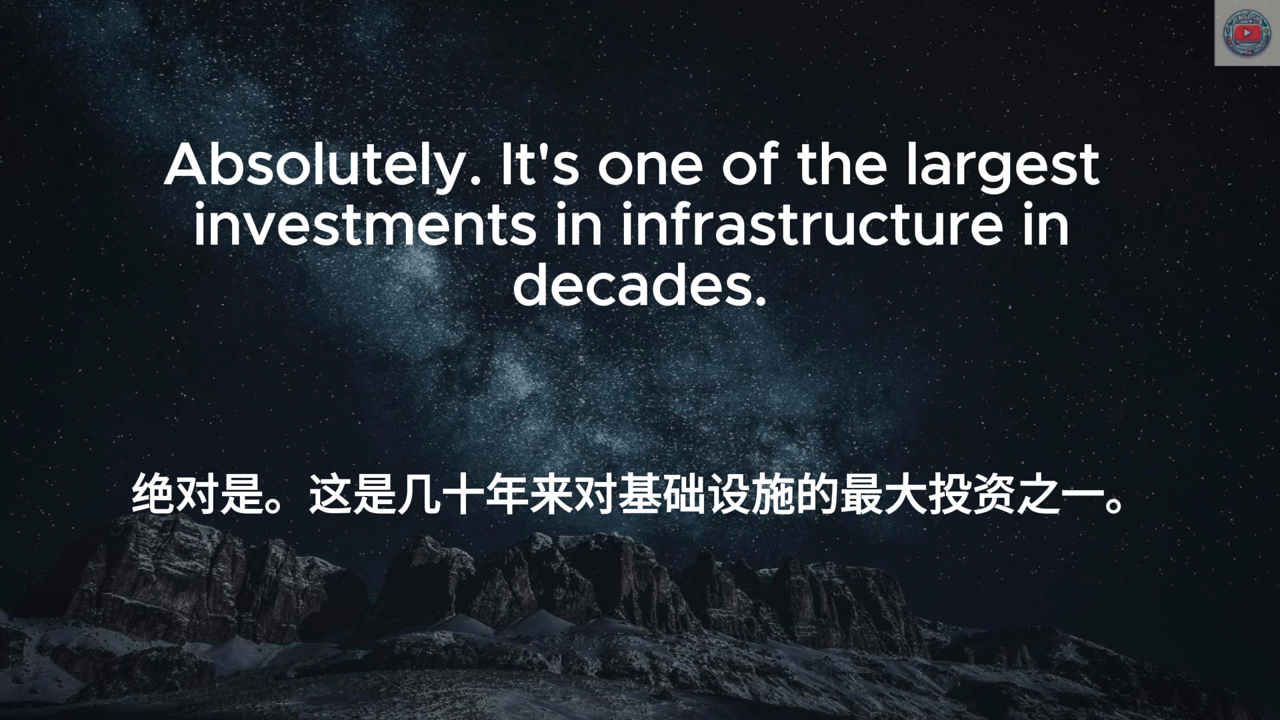 Absolutely. It's one of the largest
investments in infrastructure in
decades.
绝对是。这是几十年来对基础设施的最大投资之一。